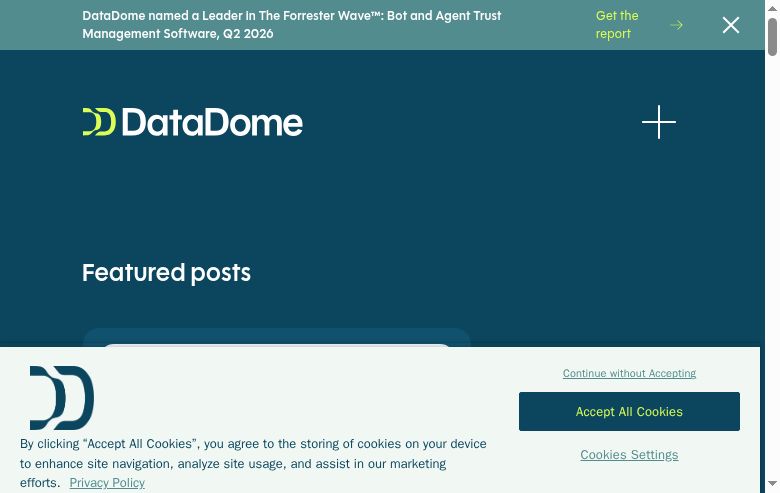 DataDome named a Leader in The Forrester Wave™: Bot and Agent Trust
Management Software, Q2 2026
Get the
report
DataDome
Featured posts
Continue without Accepting
Accept All Cookies
Cookies Settings
By clicking “Accept All Cookies”, you agree to the storing of cookies on your device
to enhance site navigation, analyze site usage, and assist in our marketing
efforts. Privacy Policy